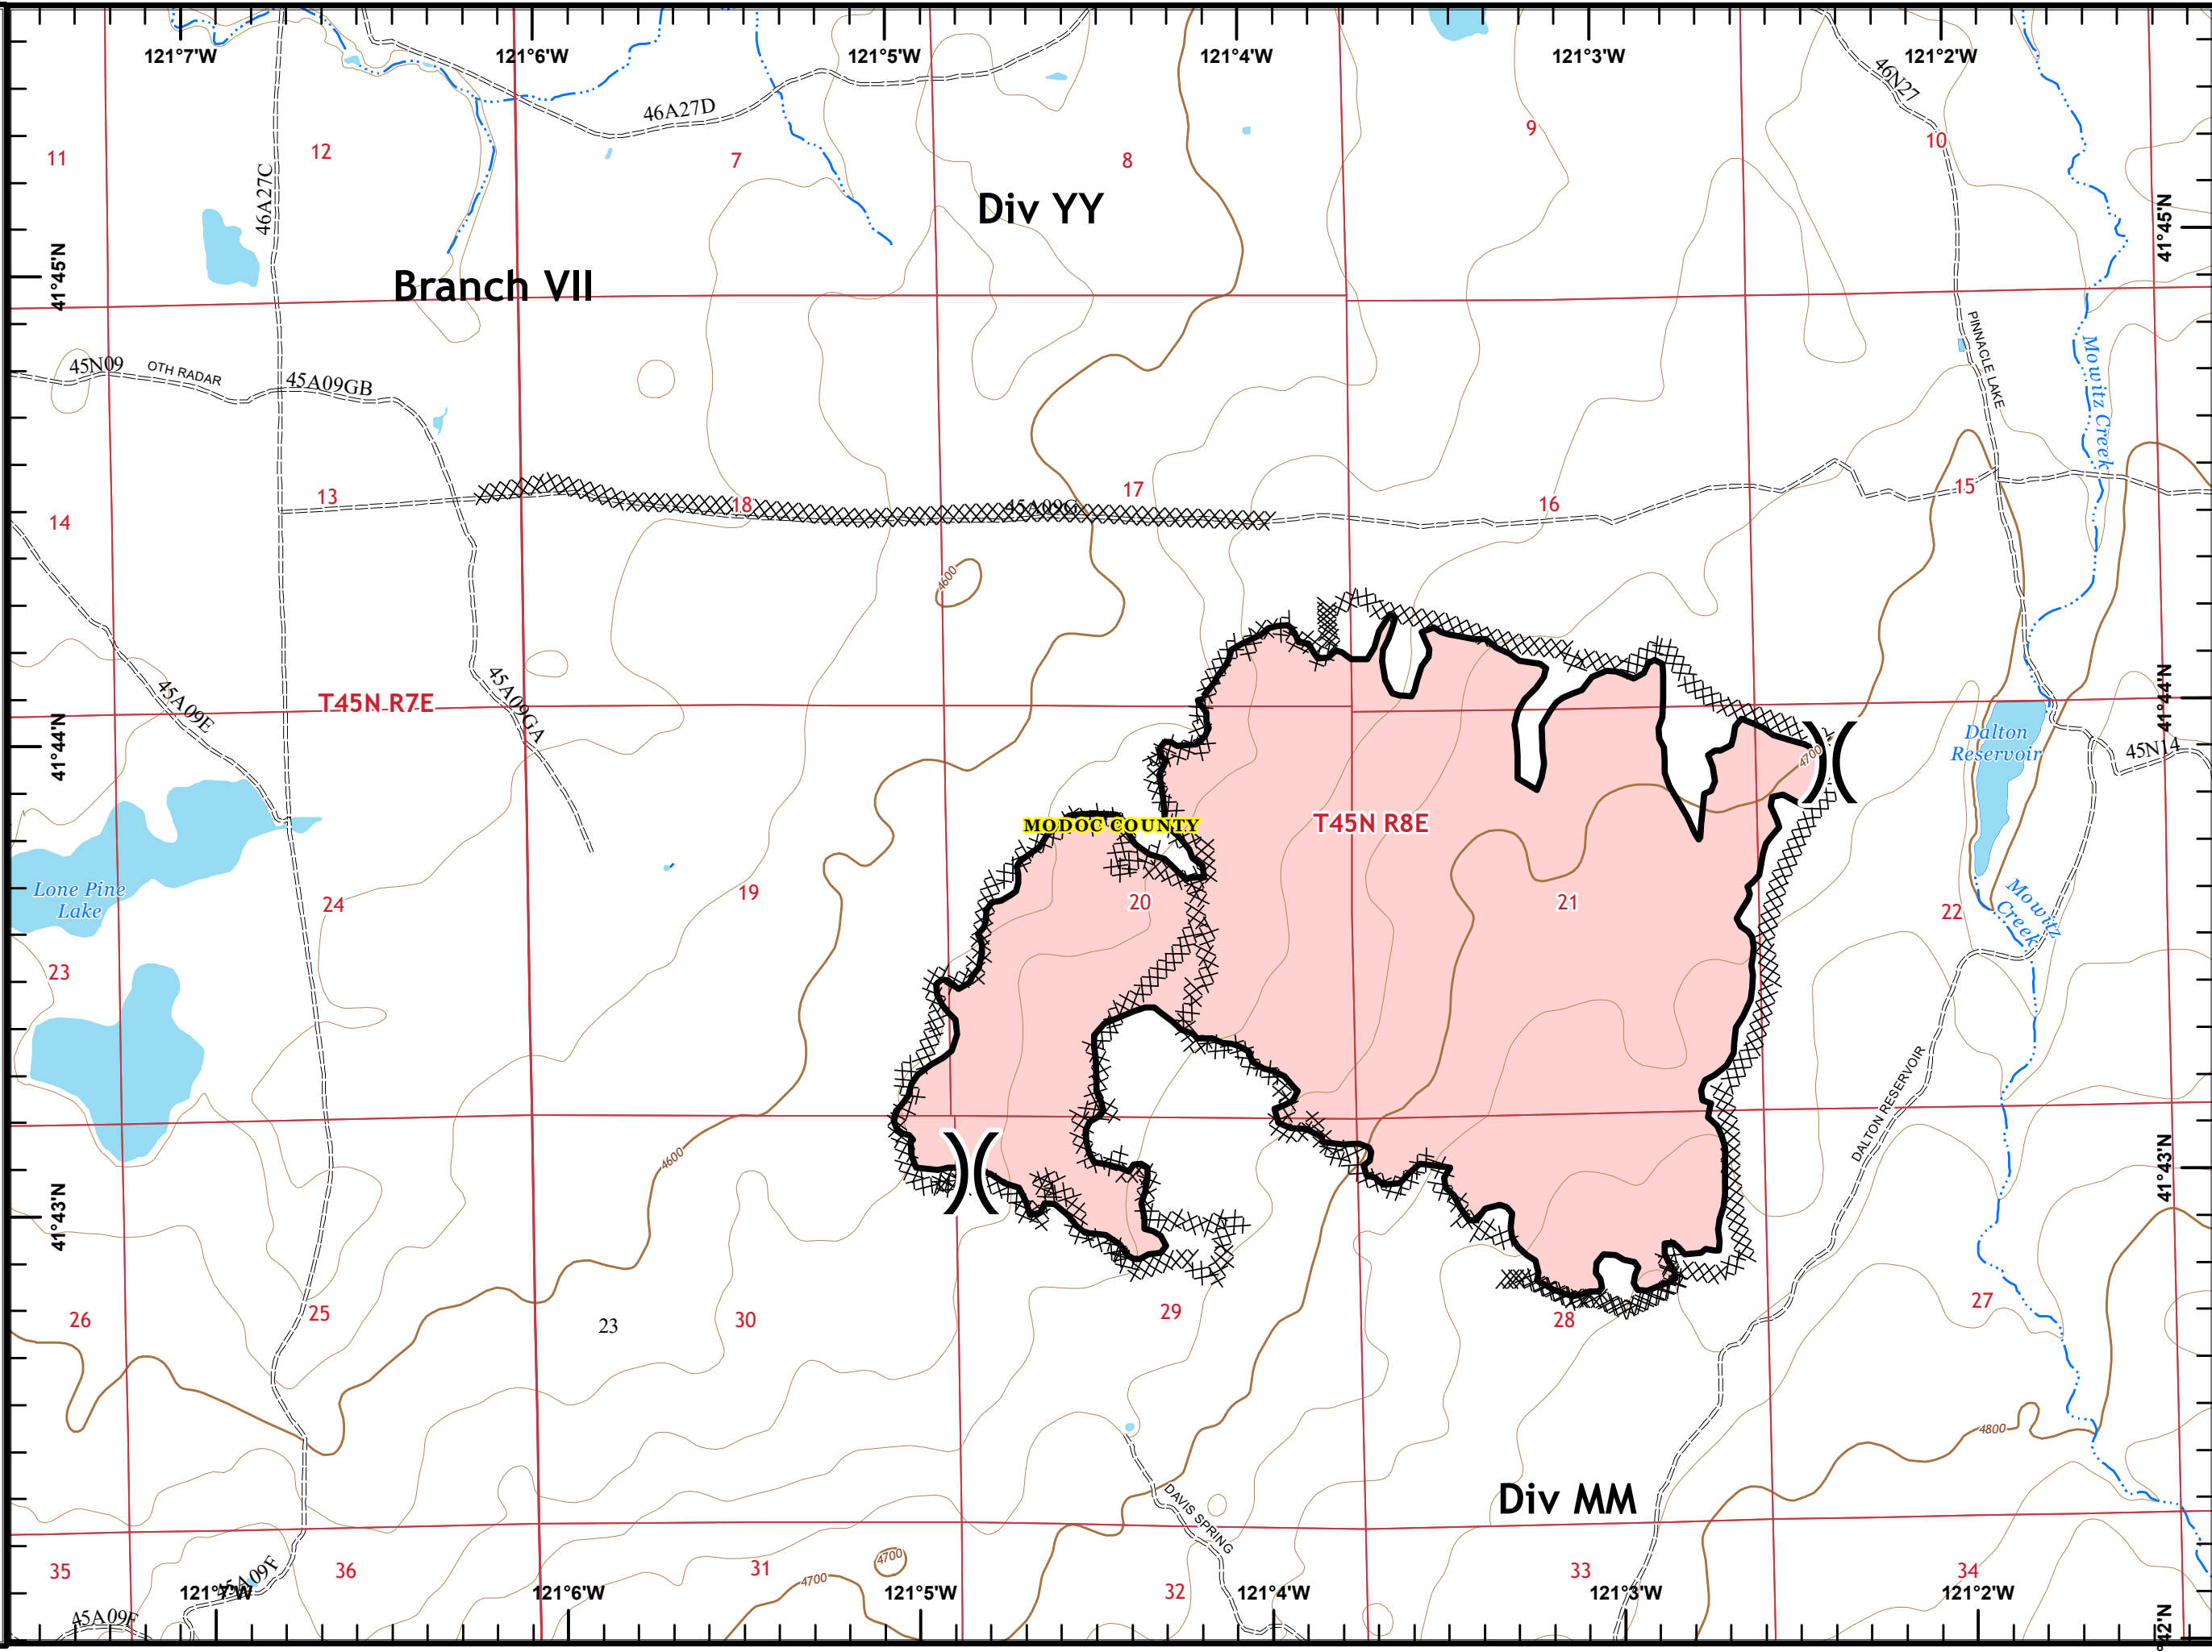 121°7'W
121°6'W
121°5'W
121°4'W
121°3'W
121°2'W
46N27
46A27D
46A27C
11
12
7
8
9
10
Div YY
41°45'N
41°45'N
Branch VII
45N09
OTH RADAR
45A09GB
PINNACLE LAKE
Mowitz Creek
14
13
18
45A09G
17
16
15
4600
45A09E
T45N R7E
45A09GA
41°44'N
41°44'N
Dalton
Reservoir
45N14
4700
MODOC COUNTY
T45N R8E
Lone Pine
Lake
24
19
20
21
22
Mowitz
Creek
23
DALTON RESERVOIR
4600
41°43'N
41°43'N
26
25
23
30
29
28
27
4800
DAVIS SPRING
Div MM
35
45A09F
36
31
4700
4700
32
33
34
121°7'W
121°6'W
121°5'W
121°4'W
121°3'W
121°2'W
45A09F
°42'N